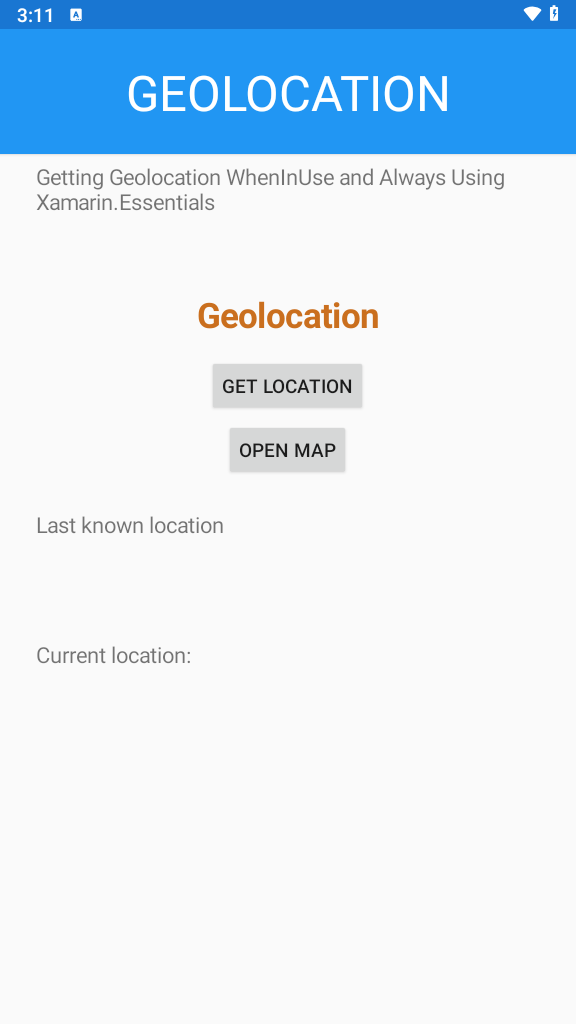 3:11
GEOLOCATION
Getting Geolocation WhenInUse and Always Using
Xamarin.Essentials
Geolocation
GET LOCATION
OPEN MAP
Last known location
Current location: